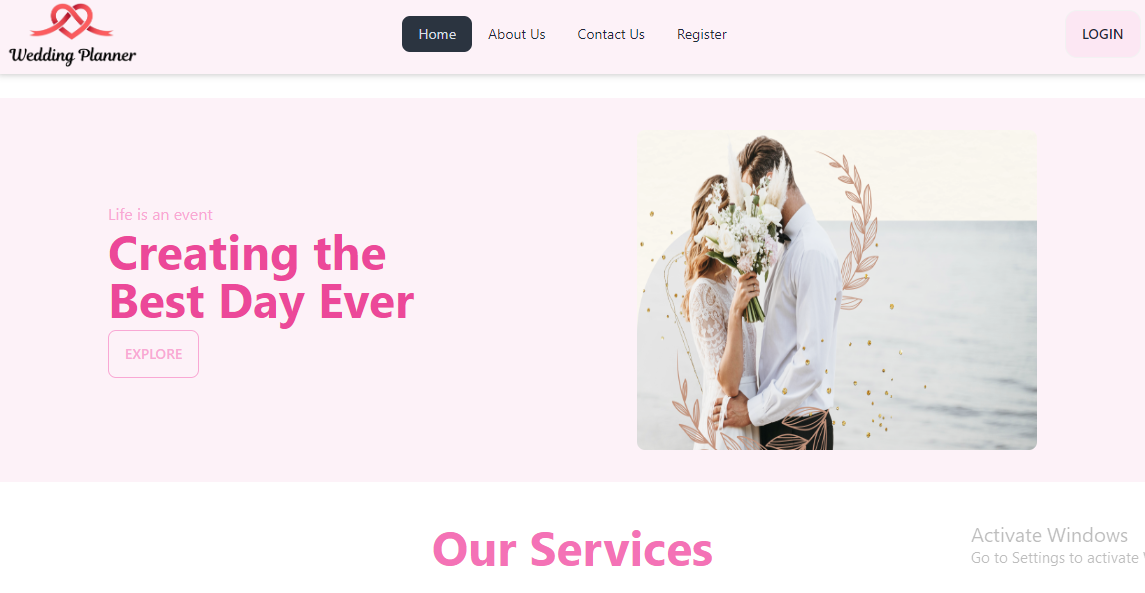 Wedding Planner
Home
About Us
Contact Us
Register
LOGIN
Life is an event
Creating the
Best Day Ever
EXPLORE
Our Services
Activate Windows
Go to Settings to activate